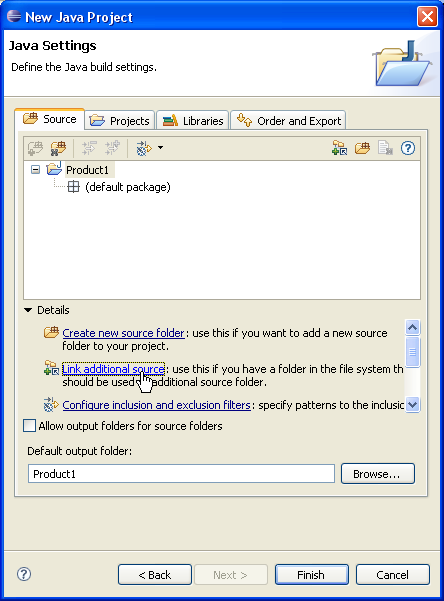 New Java Project
Java Settings
Define the Java build settings.
Source Projects Libraries Order and Export
Product1
(default package)
Details
Create new source folder: use this if you want to add a new source
folder to your project.
Link additional source: use this if you have a folder in the file system th
should be used additional source folder.
Configure inclusion and exclusion filters: specify patterns to the inclusio
Allow output folders for source folders
Default output folder:
Product1 Browse...
< Back Next > Finish Cancel